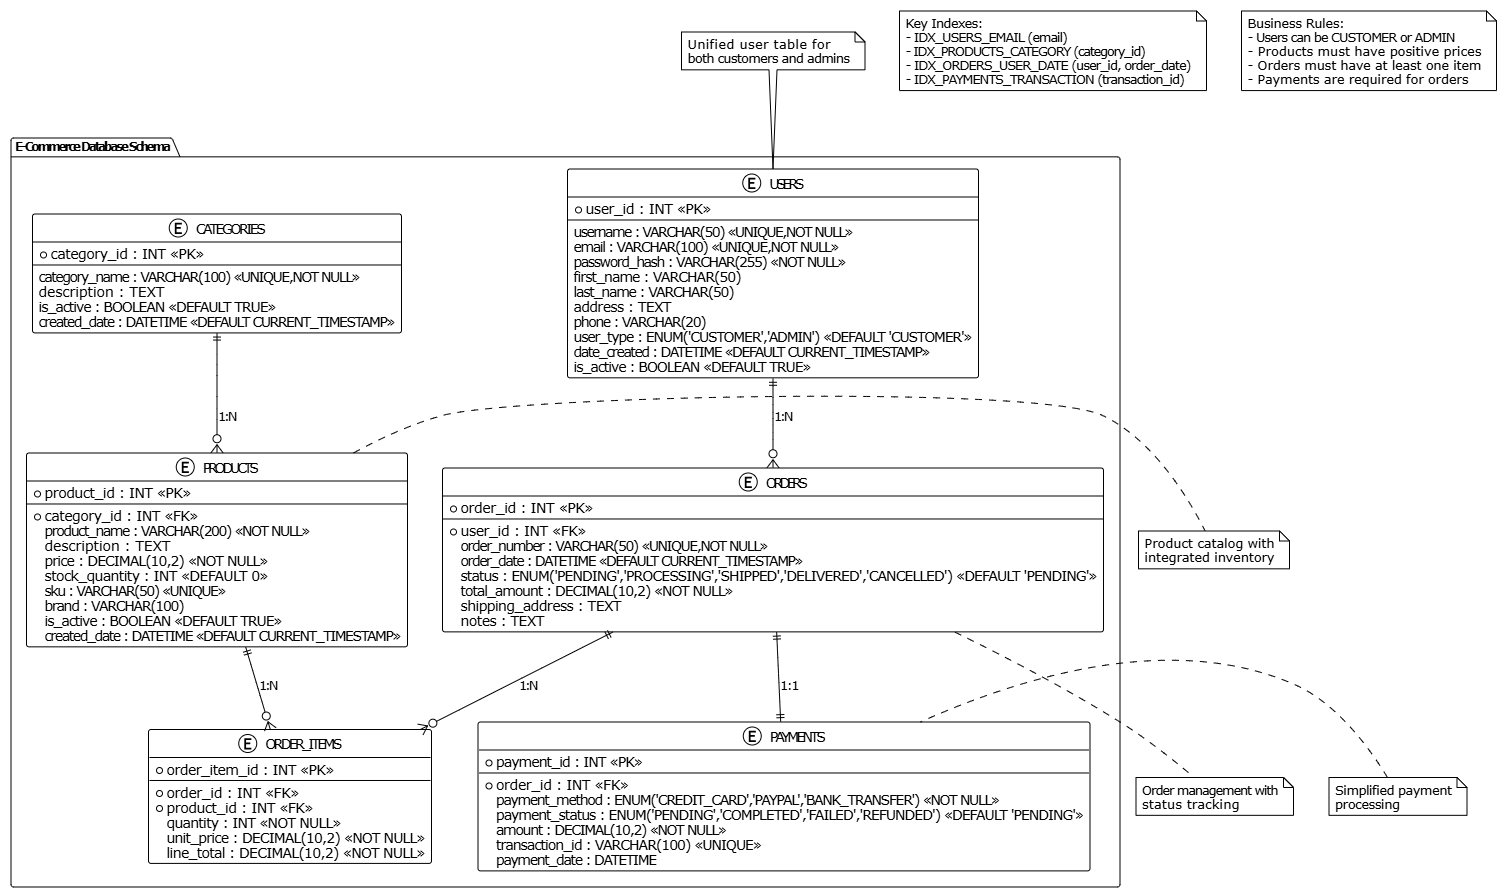 Unified user table for
both customers and admins
Key Indexes:
- IDX_USERS_EMAIL (email)
- IDX_PRODUCTS_CATEGORY (category_id)
- IDX_ORDERS_USER_DATE (user_id, order_date)
- IDX_PAYMENTS_TRANSACTION (transaction_id)
Business Rules:
- Users can be CUSTOMER or ADMIN
- Products must have positive prices
- Orders must have at least one item
- Payments are required for orders
E-Commerce Database Schema
E USERS
user_id : INT «PK»
username : VARCHAR(50) «UNIQUE,NOT NULL»
email : VARCHAR(100) «UNIQUE,NOT NULL»
password_hash : VARCHAR(255) «NOT NULL»
first_name : VARCHAR(50)
last_name : VARCHAR(50)
address : TEXT
phone : VARCHAR(20)
user_type : ENUM('CUSTOMER','ADMIN') «DEFAULT 'CUSTOMER'»
date_created : DATETIME «DEFAULT CURRENT_TIMESTAMP»
is_active : BOOLEAN «DEFAULT TRUE»
E CATEGORIES
category_id : INT «PK»
category_name : VARCHAR(100) «UNIQUE,NOT NULL»
description : TEXT
is_active : BOOLEAN «DEFAULT TRUE»
created_date : DATETIME «DEFAULT CURRENT_TIMESTAMP»
1:N
1:N
E PRODUCTS
product_id : INT «PK»
category_id : INT «FK»
product_name : VARCHAR(200) «NOT NULL»
description : TEXT
price : DECIMAL(10,2) «NOT NULL»
stock_quantity : INT «DEFAULT 0»
sku : VARCHAR(50) «UNIQUE»
brand : VARCHAR(100)
is_active : BOOLEAN «DEFAULT TRUE»
created_date : DATETIME «DEFAULT CURRENT_TIMESTAMP»
E ORDERS
order_id : INT «PK»
user_id : INT «FK»
order_number : VARCHAR(50) «UNIQUE,NOT NULL»
order_date : DATETIME «DEFAULT CURRENT_TIMESTAMP»
status : ENUM('PENDING','PROCESSING','SHIPPED','DELIVERED','CANCELLED') «DEFAULT 'PENDING'»
total_amount : DECIMAL(10,2) «NOT NULL»
shipping_address : TEXT
notes : TEXT
Product catalog with
integrated inventory
1:N
1:N
1:1
E ORDER_ITEMS
order_item_id : INT «PK»
order_id : INT «FK»
product_id : INT «FK»
quantity : INT «NOT NULL»
unit_price : DECIMAL(10,2) «NOT NULL»
line_total : DECIMAL(10,2) «NOT NULL»
E PAYMENTS
payment_id : INT «PK»
order_id : INT «FK»
payment_method : ENUM('CREDIT_CARD','PAYPAL','BANK_TRANSFER') «NOT NULL»
payment_status : ENUM('PENDING','COMPLETED','FAILED','REFUNDED') «DEFAULT 'PENDING'»
amount : DECIMAL(10,2) «NOT NULL»
transaction_id : VARCHAR(100) «UNIQUE»
payment_date : DATETIME
Order management with
status tracking
Simplified payment
processing